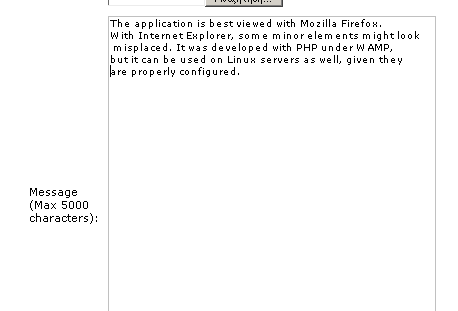 Αναζήτηση...
The application is best viewed with Mozilla Firefox.
With Internet Explorer, some minor elements might look
misplaced. It was developed with PHP under WAMP,
but it can be used on Linux servers as well, given they
are properly configured.
Message
(Max 5000
characters):